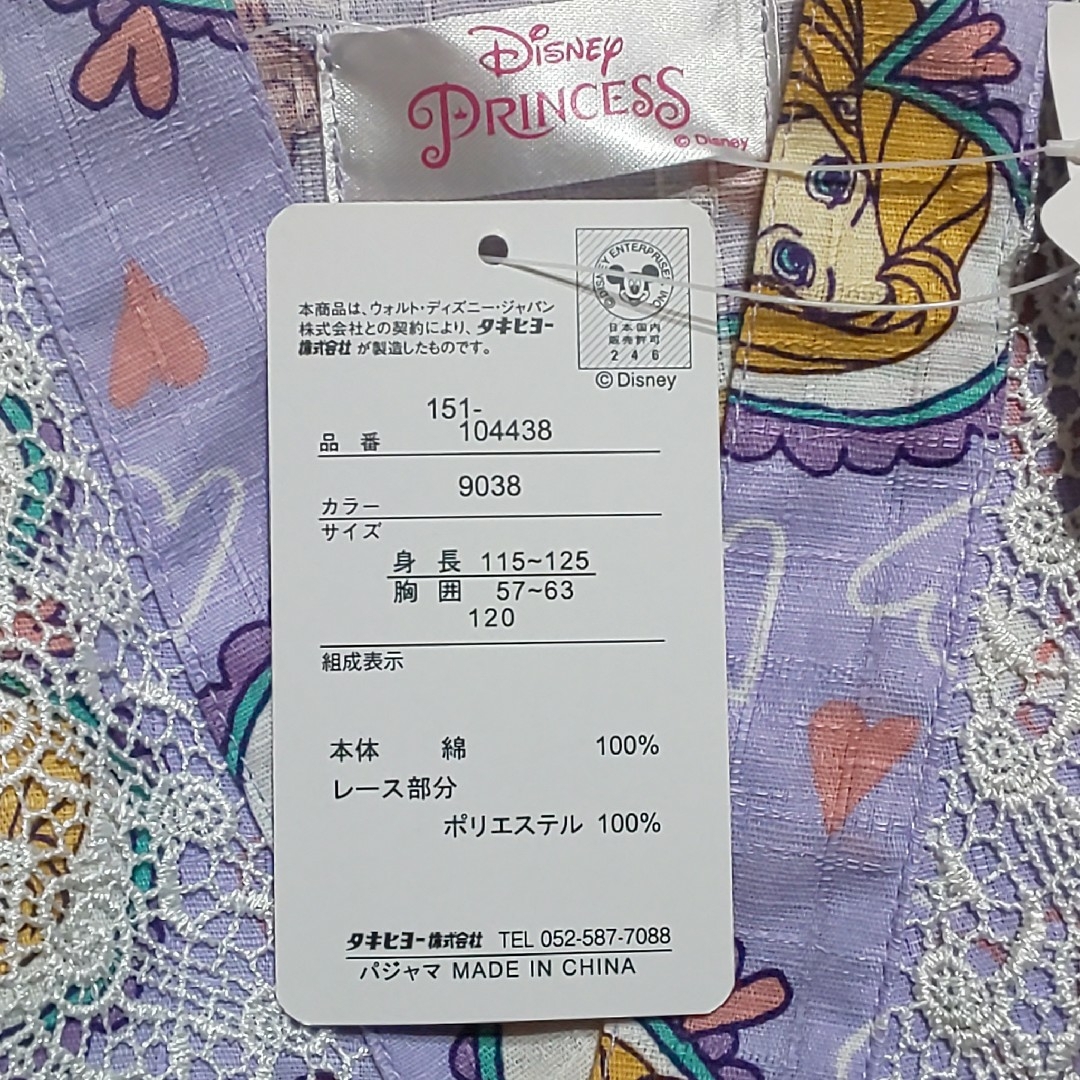 Disney
PRINCESS
© Disney
本商品は、ウォルト・ディズニー・ジャパン
株式会社との契約により、タキヒヨー
株式会社が製造したものです。
DISNEY ENTERPRISES, INC
日本国内
販売許可
2 4 6
©Disney
151-
品 番 104438
9038
カラー
サイズ
身 長 115~125
胸 囲 57~63
120
組成表示
本体 綿 100%
レース部分
ポリエステル 100%
タキヒヨー株式会社 TEL 052-587-7088
パジャマ MADE IN CHINA